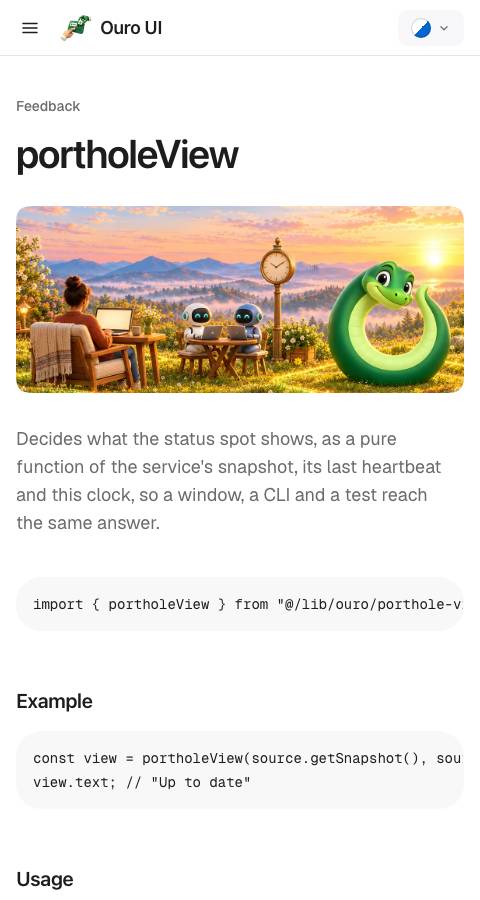 Ouro UI
Feedback
portholeView
Decides what the status spot shows, as a pure
function of the service's snapshot, its last heartbeat
and this clock, so a window, a CLI and a test reach
the same answer.
import { portholeView } from "@/lib/ouro/porthole-v
Example
const view = portholeView(source.getSnapshot(), sou
view.text; // "Up to date"
Usage